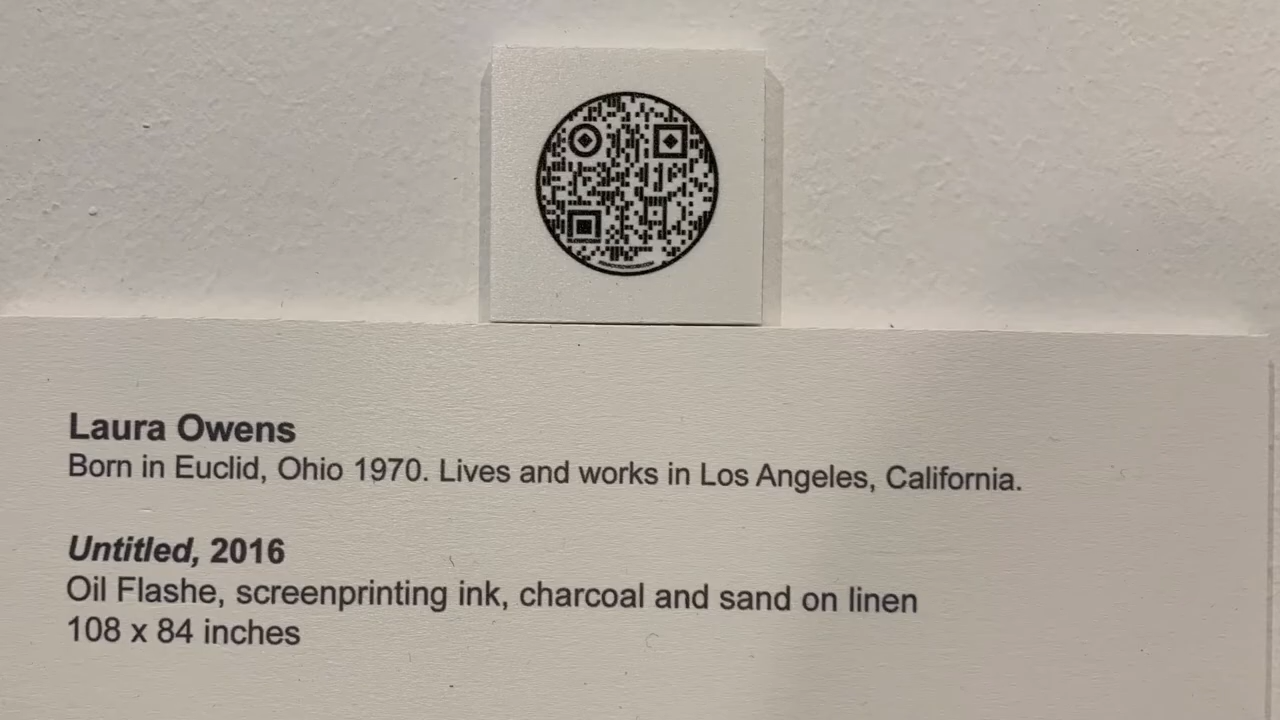 Laura Owens
Born in Euclid, Ohio 1970. Lives and works in Los Angeles, California.
Untitled, 2016
Oil Flashe, screenprinting ink, charcoal and sand on linen
108 x 84 inches